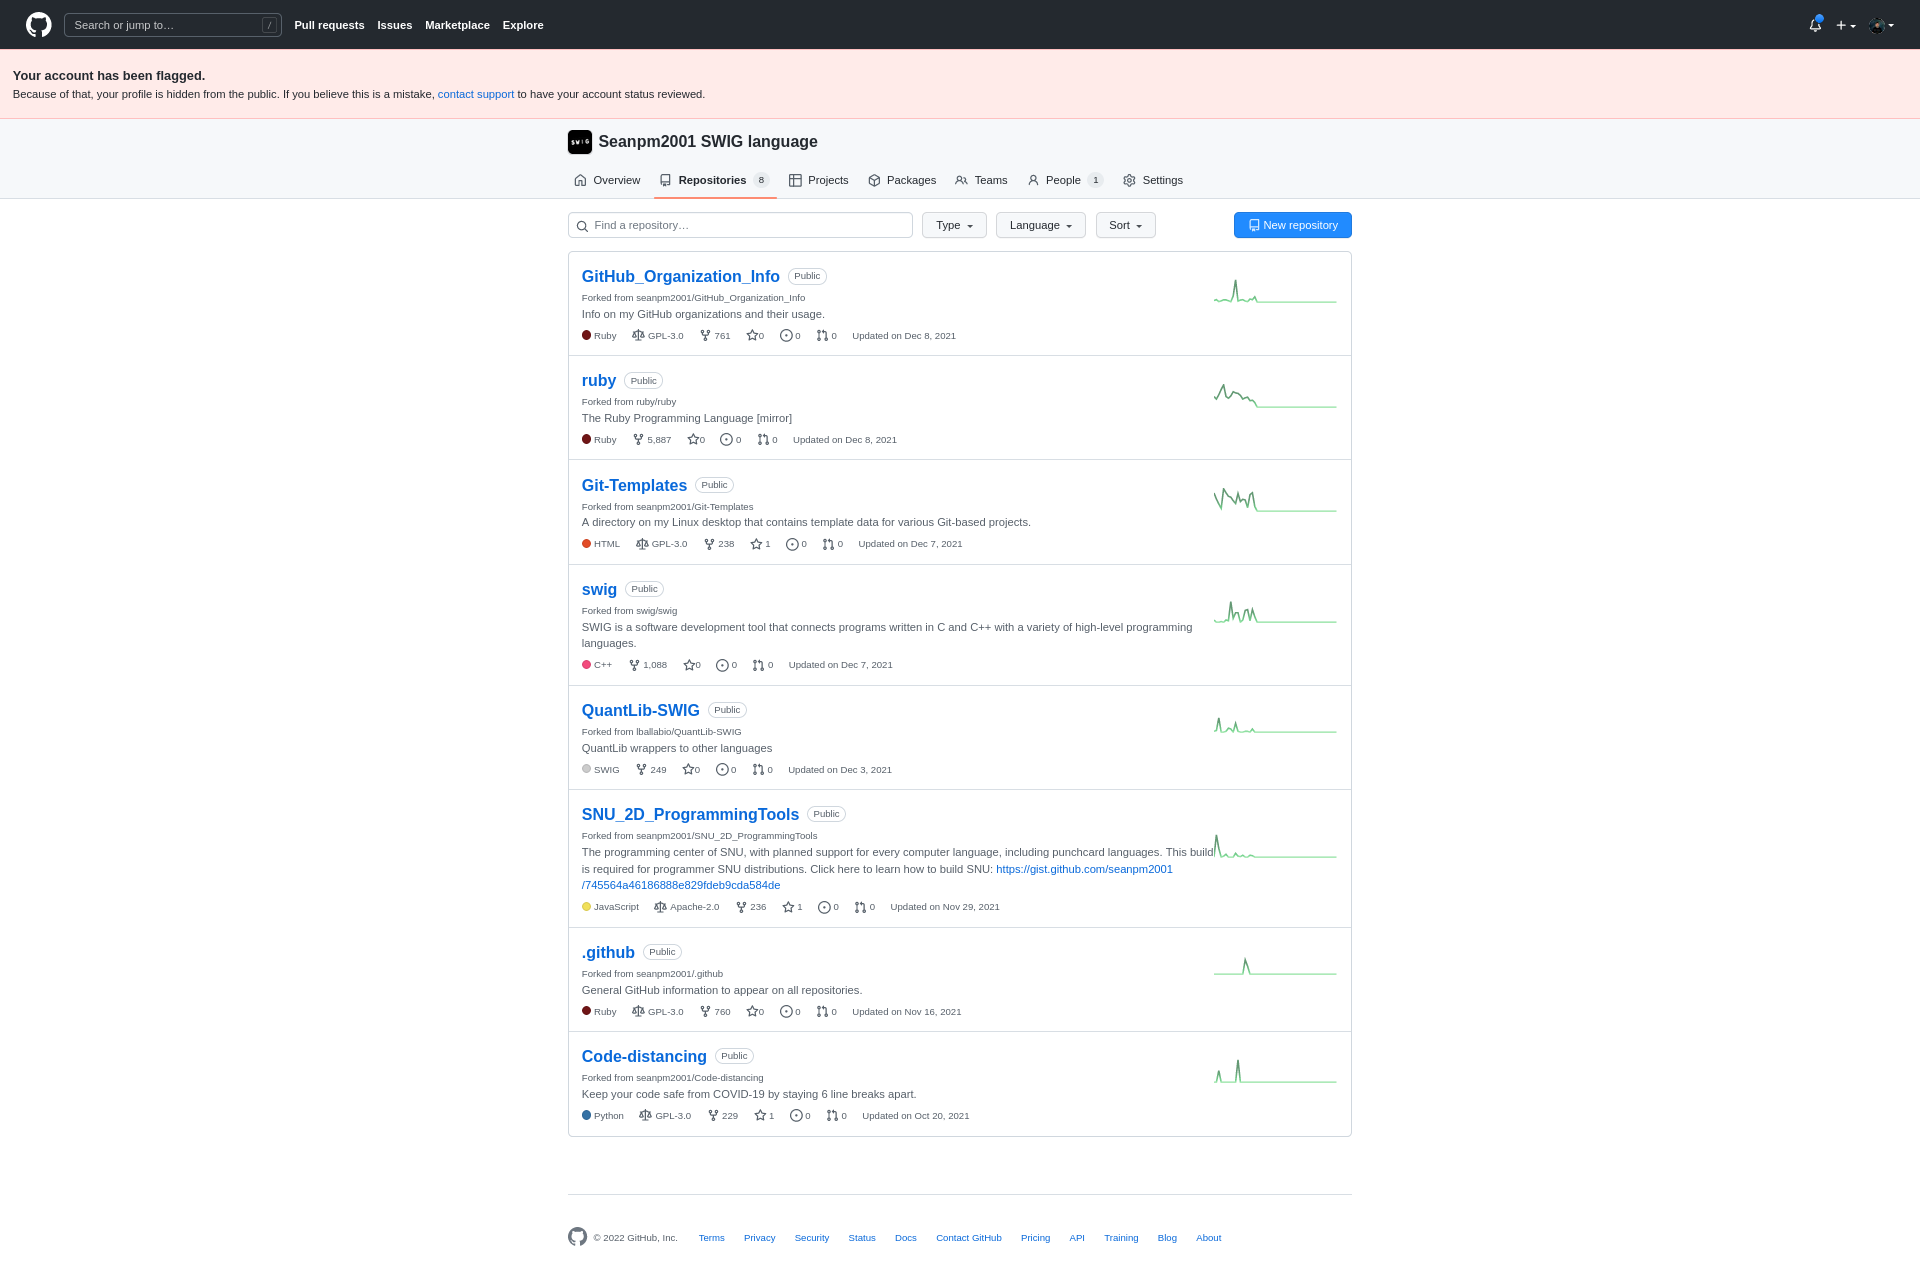 Search or jump to… /
Pull requests Issues Marketplace Explore
Your account has been flagged.
Because of that, your profile is hidden from the public. If you believe this is a mistake, contact support to have your account status reviewed.
SWIG Seanpm2001 SWIG language
Overview Repositories 8 Projects Packages Teams People 1 Settings
Find a repository… Type Language Sort New repository
GitHub_Organization_Info Public
Forked from seanpm2001/GitHub_Organization_Info
Info on my GitHub organizations and their usage.
Ruby GPL-3.0 761 0 0 0 Updated on Dec 8, 2021
ruby Public
Forked from ruby/ruby
The Ruby Programming Language [mirror]
Ruby 5,887 0 0 0 Updated on Dec 8, 2021
Git-Templates Public
Forked from seanpm2001/Git-Templates
A directory on my Linux desktop that contains template data for various Git-based projects.
HTML GPL-3.0 238 1 0 0 Updated on Dec 7, 2021
swig Public
Forked from swig/swig
SWIG is a software development tool that connects programs written in C and C++ with a variety of high-level programming
languages.
C++ 1,088 0 0 0 Updated on Dec 7, 2021
QuantLib-SWIG Public
Forked from lballabio/QuantLib-SWIG
QuantLib wrappers to other languages
SWIG 249 0 0 0 Updated on Dec 3, 2021
SNU_2D_ProgrammingTools Public
Forked from seanpm2001/SNU_2D_ProgrammingTools
The programming center of SNU, with planned support for every computer language, including punchcard languages. This build
is required for programmer SNU distributions. Click here to learn how to build SNU: https://gist.github.com/seanpm2001
/745564a46186888e829fdeb9cda584de
JavaScript Apache-2.0 236 1 0 0 Updated on Nov 29, 2021
.github Public
Forked from seanpm2001/.github
General GitHub information to appear on all repositories.
Ruby GPL-3.0 760 0 0 0 Updated on Nov 16, 2021
Code-distancing Public
Forked from seanpm2001/Code-distancing
Keep your code safe from COVID-19 by staying 6 line breaks apart.
Python GPL-3.0 229 1 0 0 Updated on Oct 20, 2021
© 2022 GitHub, Inc. Terms Privacy Security Status Docs Contact GitHub Pricing API Training Blog About